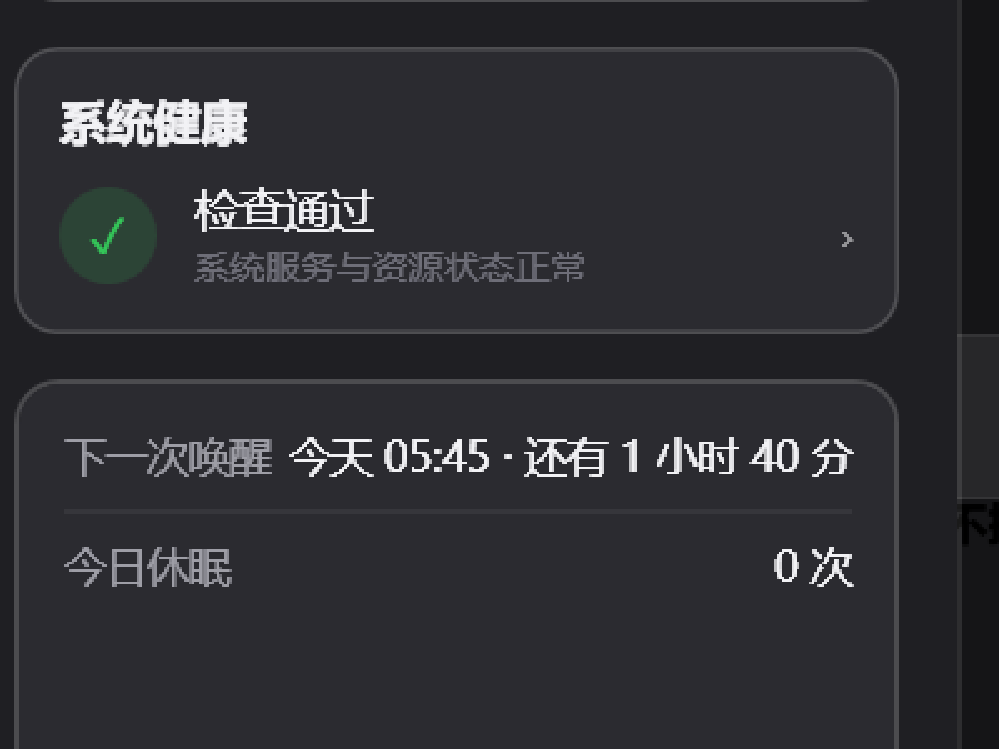 系统健康
检查通过
系统服务与资源状态正常
下一次唤醒 今天 05:45 · 还有 1 小时 40 分
今日休眠 0 次